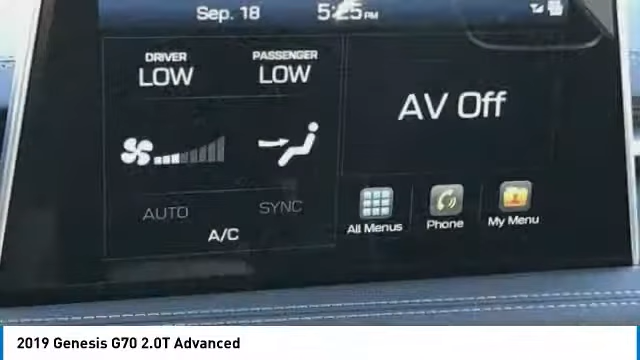 Sep. 18 5:25 PM
DRIVER PASSENGER
LOW LOW
AV Off
AUTO SYNC
A/C
All Menus Phone My Menu
2019 Genesis G70 2.0T Advanced